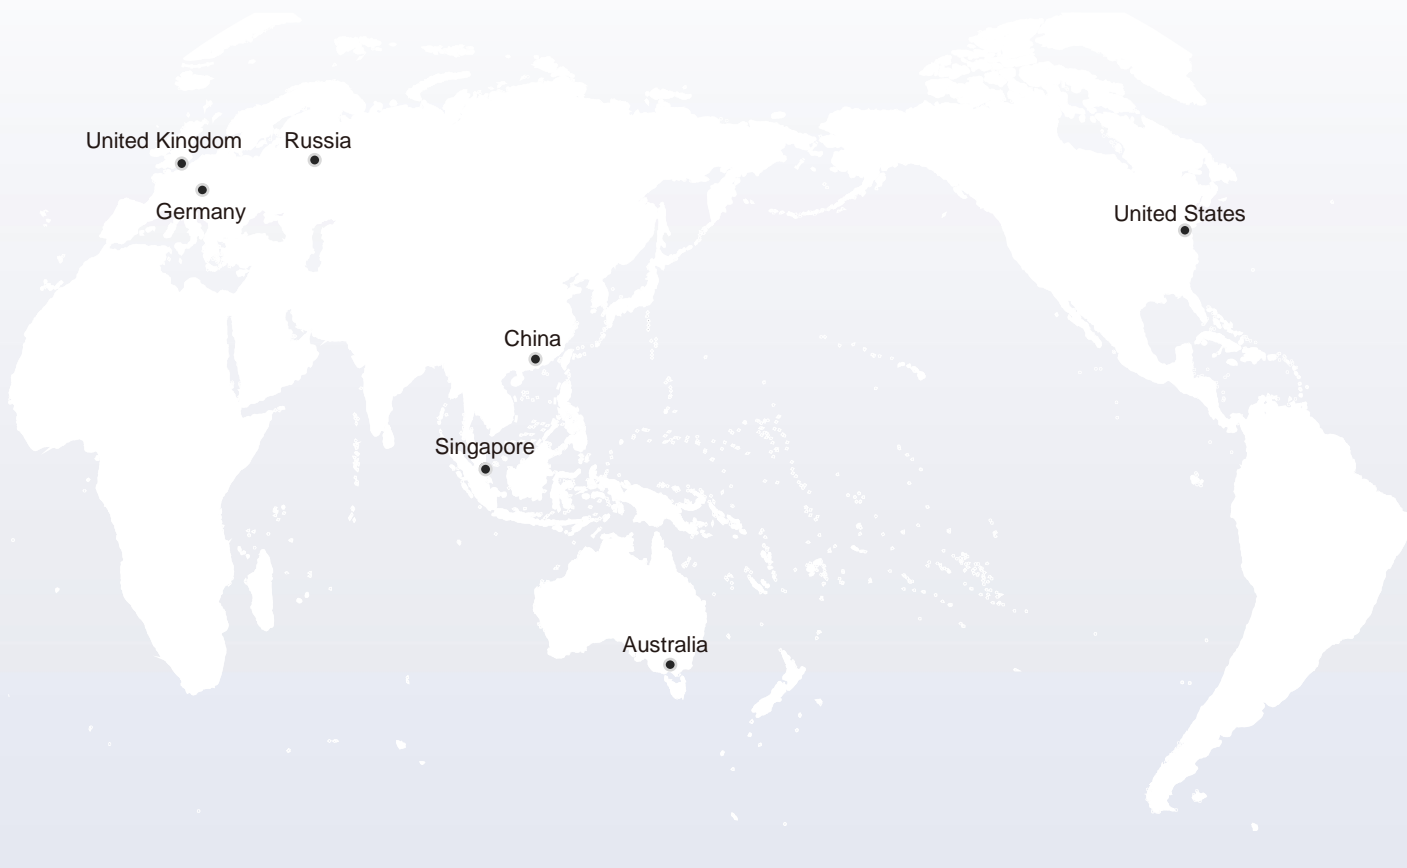 United Kingdom
Russia
Germany
United States
China
Singapore
Australia